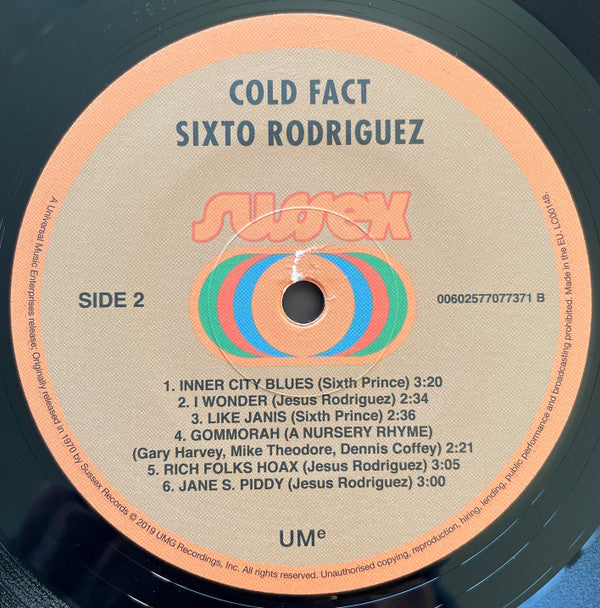 COLD FACT
SIXTO RODRIGUEZ
sussex
SIDE 2
00602577077371 B
1. INNER CITY BLUES (Sixth Prince) 3:20
2. I WONDER (Jesus Rodriguez) 2:34
3. LIKE JANIS (Sixth Prince) 2:36
4. GOMMORAH (A NURSERY RHYME)
(Gary Harvey, Mike Theodore, Dennis Coffey) 2:21
5. RICH FOLKS HOAX (Jesus Rodriguez) 3:05
6. JANE S. PIDDY (Jesus Rodriguez) 3:00
UMe
A Universal Music Enterprises release; Originally released in 1970 by Sussex Records © 2019 UMG Recordings, Inc. All rights reserved. Unauthorised copying, reproduction, hiring, lending, public performance and broadcasting prohibited. Made in the EU. LC00148.